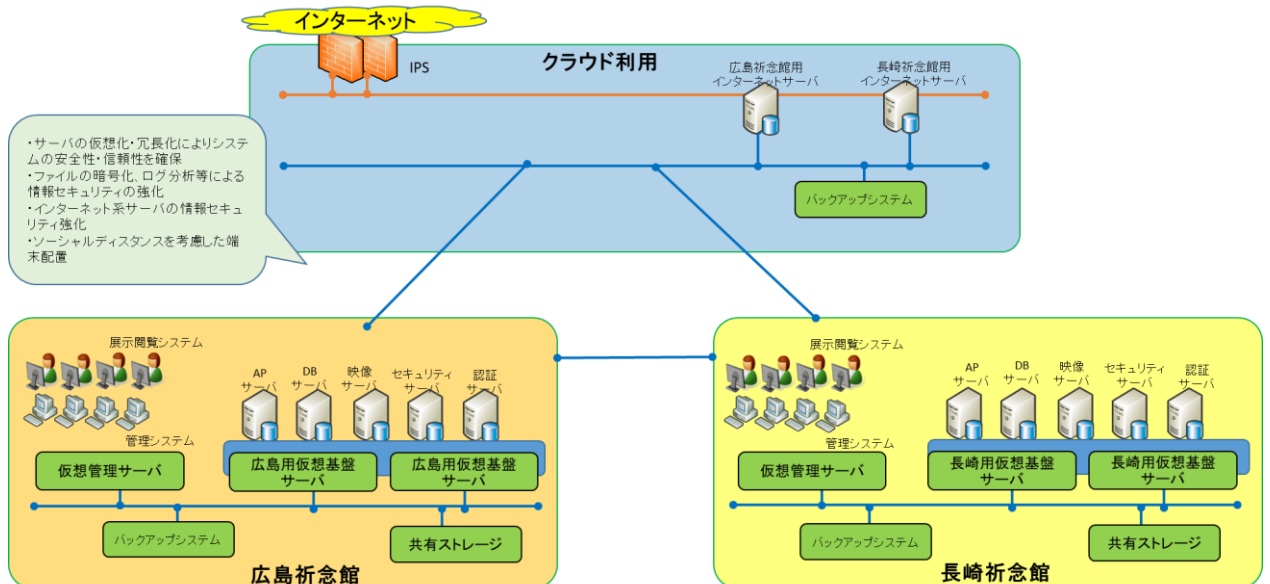 インターネット
IPS
クラウド利用
広島祈念館用
インターネットサーバ
長崎祈念館用
インターネットサーバ
バックアップシステム
・サーバの仮想化・冗長化によりシステ
ムの安全性・信頼性を確保
・ファイルの暗号化、ログ分析等による
情報セキュリティの強化
・インターネット系サーバの情報セキュ
リティ強化
・ソーシャルディスタンスを考慮した端
末配置
展示閲覧システム
AP
サーバ
DB
サーバ
映像
サーバ
セキュリティ
サーバ
認証
サーバ
管理システム
仮想管理サーバ
広島用仮想基盤
サーバ
広島用仮想基盤
サーバ
バックアップシステム
共有ストレージ
広島祈念館
展示閲覧システム
AP
サーバ
DB
サーバ
映像
サーバ
セキュリティ
サーバ
認証
サーバ
管理システム
仮想管理サーバ
長崎用仮想基盤
サーバ
長崎用仮想基盤
サーバ
バックアップシステム
共有ストレージ
長崎祈念館